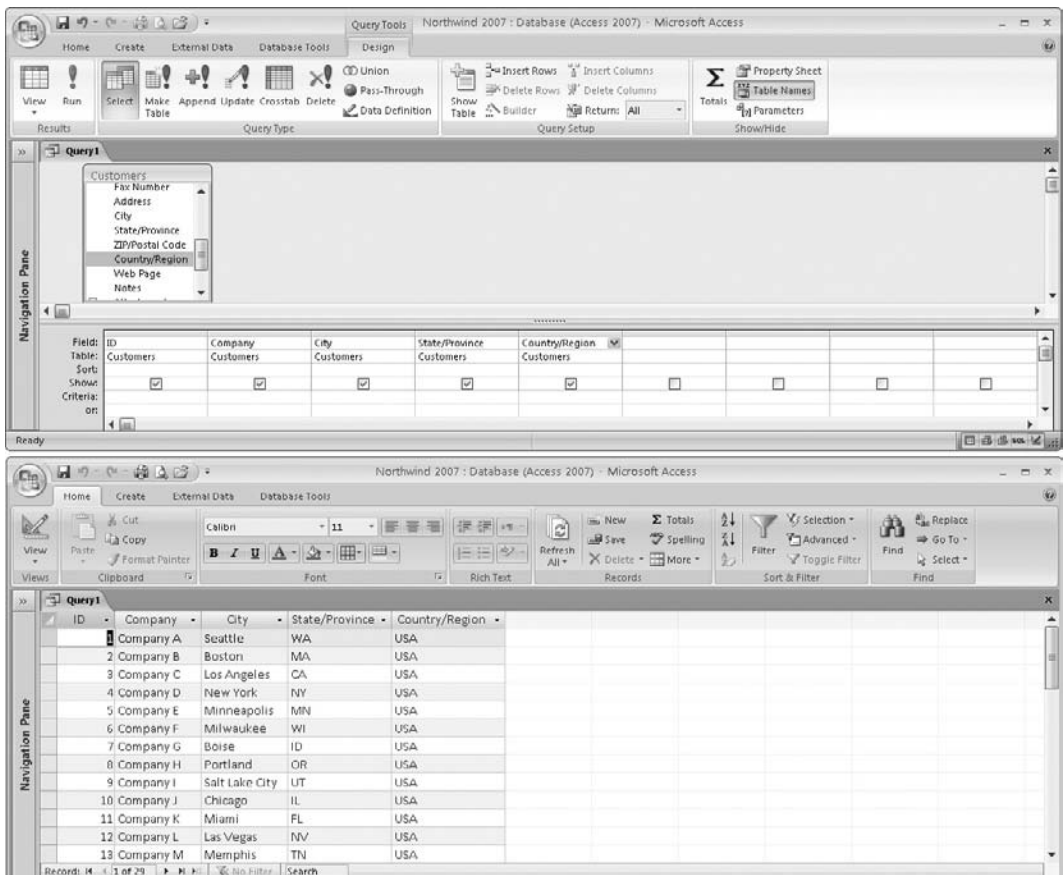 Query Tools Northwind 2007 : Database (Access 2007) - Microsoft Access
Home Create External Data Database Tools Design
View Run Select Make Table Append Update Crosstab Delete
Union
Pass-Through
Data Definition
Show Table
Insert Rows Insert Columns
Delete Rows Delete Columns
Builder Return: All
Totals
Property Sheet
Table Names
Parameters
Results Query Type Query Setup Show/Hide
Query1
Navigation Pane
Customers
Fax Number
Address
City
State/Province
ZIP/Postal Code
Country/Region
Web Page
Notes
Field: ID Company City State/Province Country/Region
Table: Customers Customers Customers Customers Customers
Sort:
Show:
Criteria:
or:
Ready SQL
Northwind 2007 : Database (Access 2007) - Microsoft Access
Home Create External Data Database Tools
View Paste
Cut
Copy
Format Painter
Calibri 11
B I U A
Refresh All
New Totals
Save Spelling
Delete More
Filter
Selection
Advanced
Toggle Filter
Find
Replace
Go To
Select
Views Clipboard Font Rich Text Records Sort & Filter Find
Query1
Navigation Pane
ID Company City State/Province Country/Region
1 Company A Seattle WA USA
2 Company B Boston MA USA
3 Company C Los Angeles CA USA
4 Company D New York NY USA
5 Company E Minneapolis MN USA
6 Company F Milwaukee WI USA
7 Company G Boise ID USA
8 Company H Portland OR USA
9 Company I Salt Lake City UT USA
10 Company J Chicago IL USA
11 Company K Miami FL USA
12 Company L Las Vegas NV USA
13 Company M Memphis TN USA
Record: 1 of 29 No Filter Search